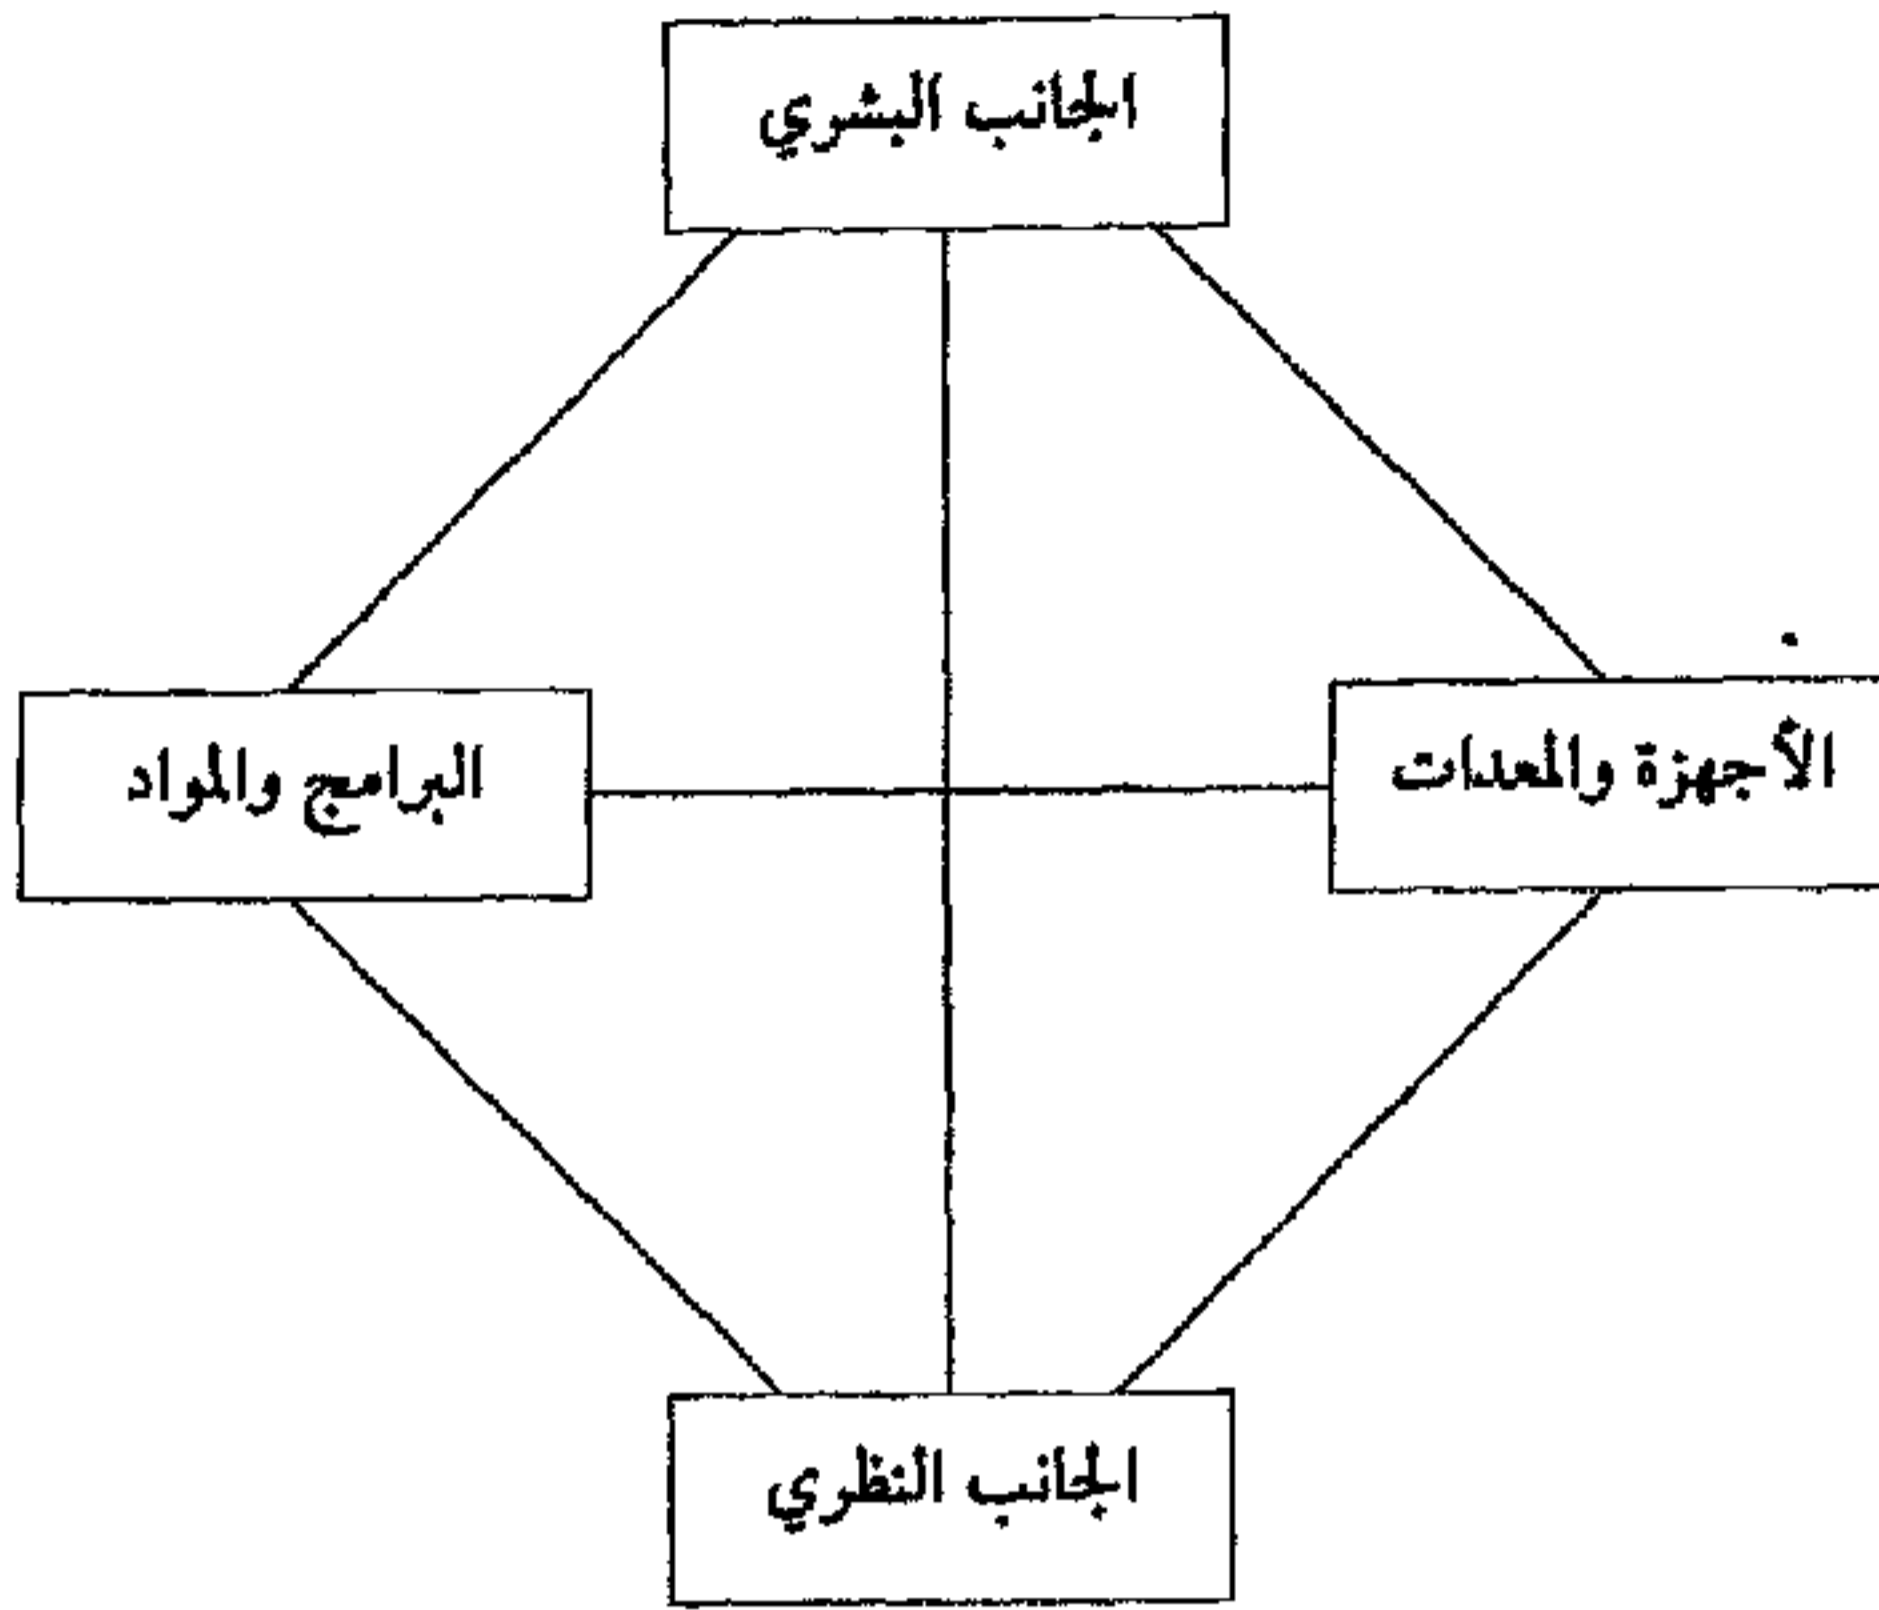 الجانب البشري
الأجهزة والمعدات
البرامج والمواد
الجانب النظري